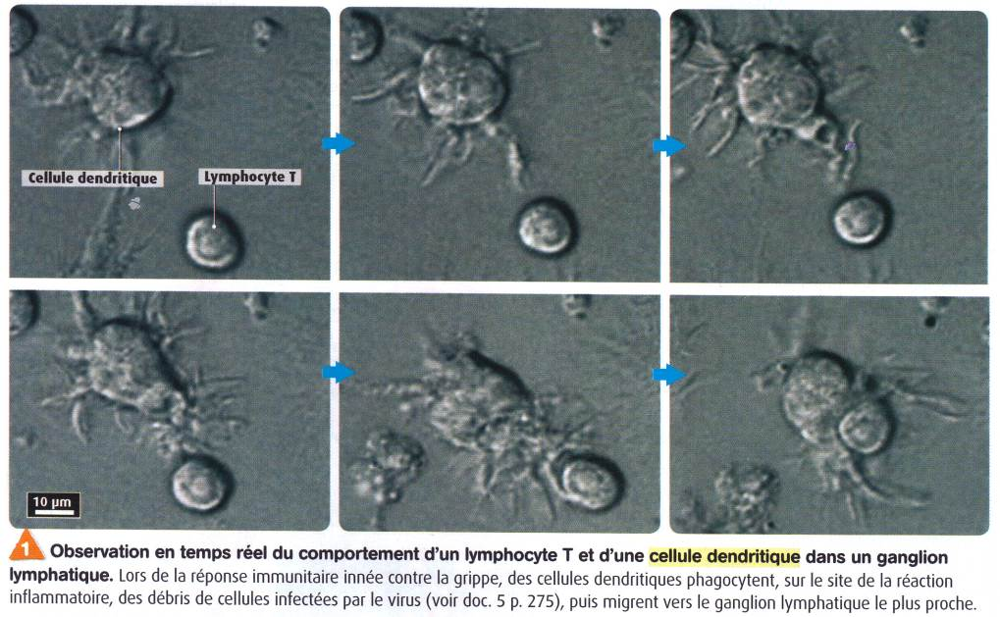 Cellule dendritique
Lymphocyte T
10 µm
1 Observation en temps réel du comportement d'un lymphocyte T et d'une cellule dendritique dans un ganglion
lymphatique. Lors de la réponse immunitaire innée contre la grippe, des cellules dendritiques phagocytent, sur le site de la réaction
inflammatoire, des débris de cellules infectées par le virus (voir doc. 5 p. 275), puis migrent vers le ganglion lymphatique le plus proche.